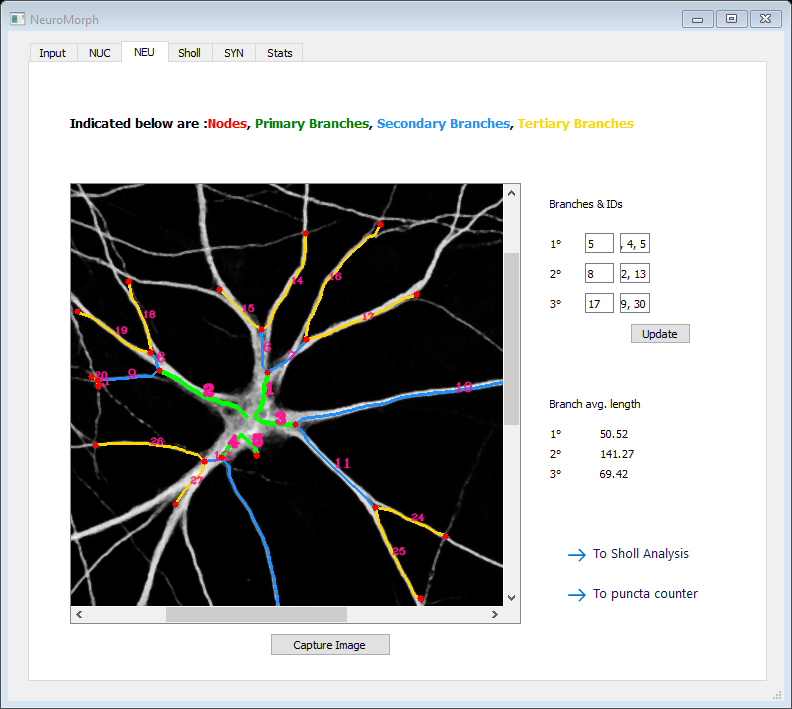 NeuroMorph
Input NUC NEU Sholl SYN Stats
Indicated below are :Nodes, Primary Branches, Secondary Branches, Tertiary Branches
Branches & IDs
1° 5 , 4, 5
2° 8 2, 13
3° 17 9, 30
Update
Branch avg. length
1° 50.52
2° 141.27
3° 69.42
To Sholl Analysis
To puncta counter
Capture Image
14
16
15
17
18
19
6
8
20
9
2
1
10
3
4
5
26
11
27
24
25